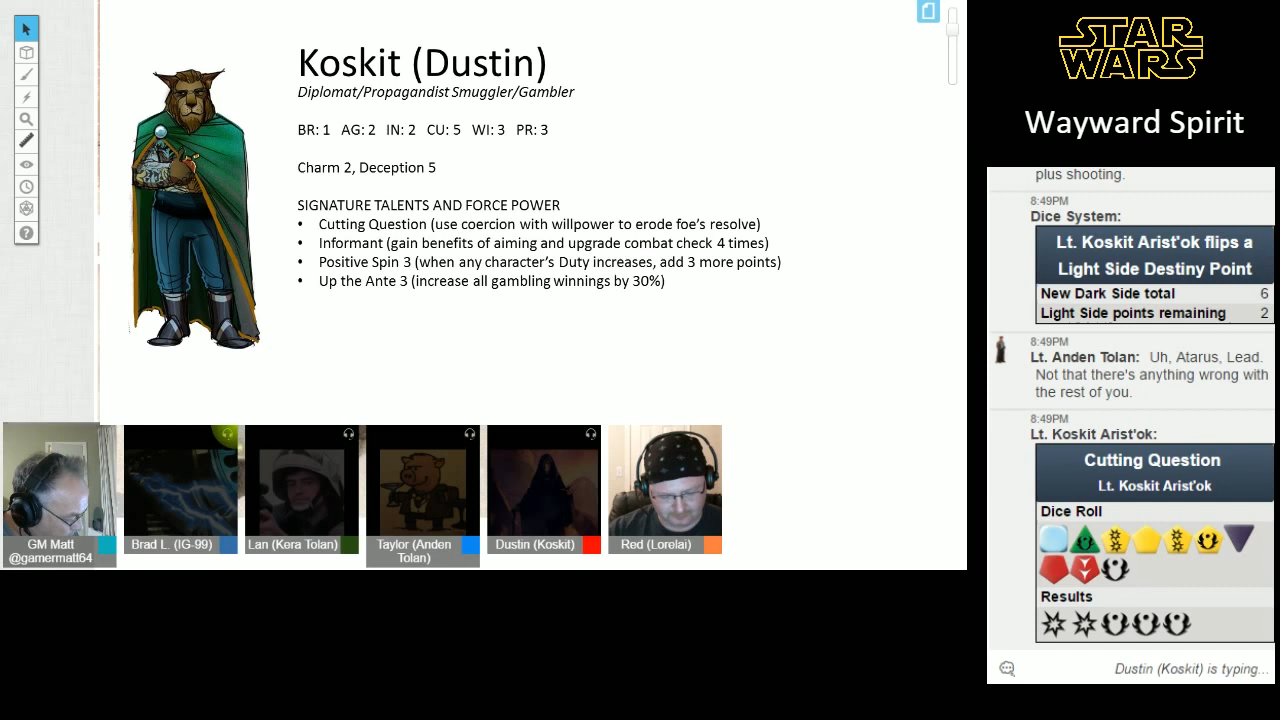 Koskit (Dustin)
Diplomat/Propagandist Smuggler/Gambler
BR: 1 AG: 2 IN: 2 CU: 5 WI: 3 PR: 3
Charm 2, Deception 5
SIGNATURE TALENTS AND FORCE POWER
• Cutting Question (use coercion with willpower to erode foe's resolve)
• Informant (gain benefits of aiming and upgrade combat check 4 times)
• Positive Spin 3 (when any character's Duty increases, add 3 more points)
• Up the Ante 3 (increase all gambling winnings by 30%)
GM Matt
@gamermatt64
Brad L. (IG-99)
Lan (Kera Tolan)
Taylor (Anden
Tolan)
Dustin (Koskit)
Red (Lorelai)
STAR
WARS
Wayward Spirit
plus shooting.
8:49PM
Dice System:
Lt. Koskit Arist'ok flips a
Light Side Destiny Point
New Dark Side total 6
Light Side points remaining 2
8:49PM
Lt. Anden Tolan: Uh, Atarus, Lead.
Not that there's anything wrong with
the rest of you.
8:49PM
Lt. Koskit Arist'ok:
Cutting Question
Lt. Koskit Arist'ok
Dice Roll
Results
Dustin (Koskit) is typing...